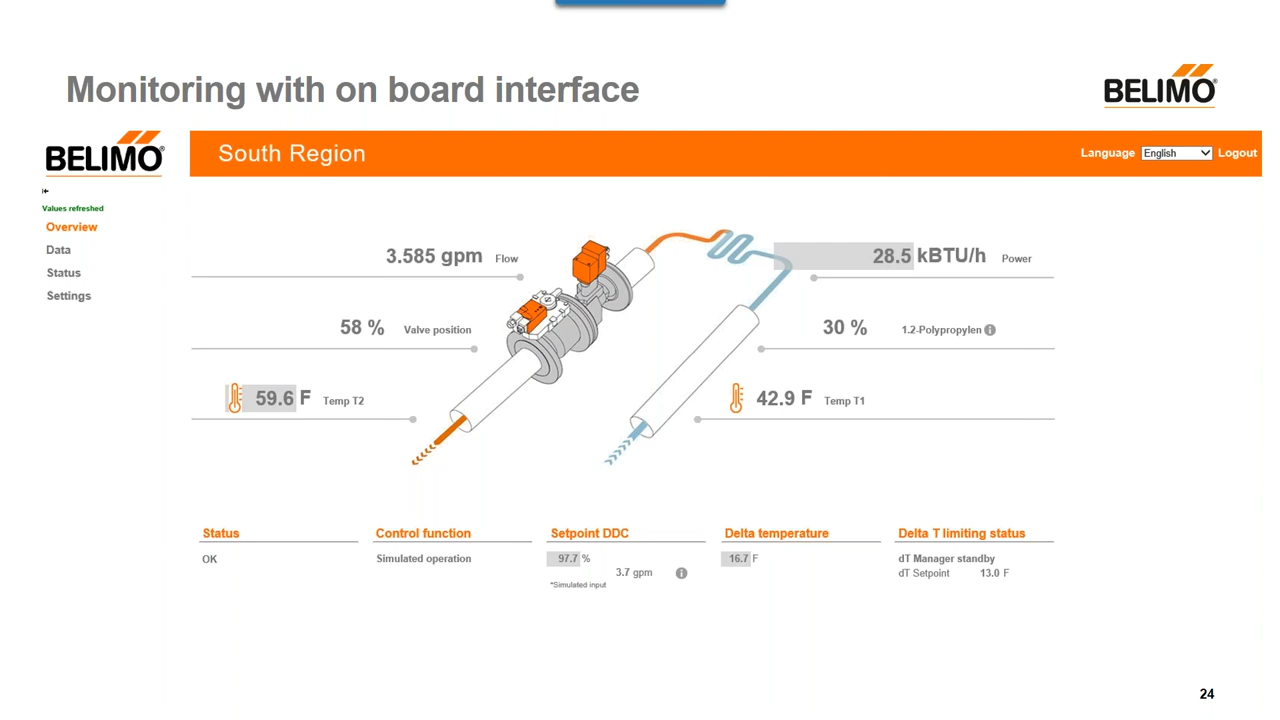 Monitoring with on board interface
BELIMO®
BELIMO®
South Region
Language English Logout
Values refreshed
Overview
Data
Status
Settings
3.585 gpm Flow
28.5 kBTU/h Power
58 % Valve position
30 % 1.2-Polypropylen
59.6 F Temp T2
42.9 F Temp T1
Status
OK
Control function
Simulated operation
Setpoint DDC
97.7 %
3.7 gpm
*Simulated input
Delta temperature
16.7 F
Delta T limiting status
dT Manager standby
dT Setpoint 13.0 F
24